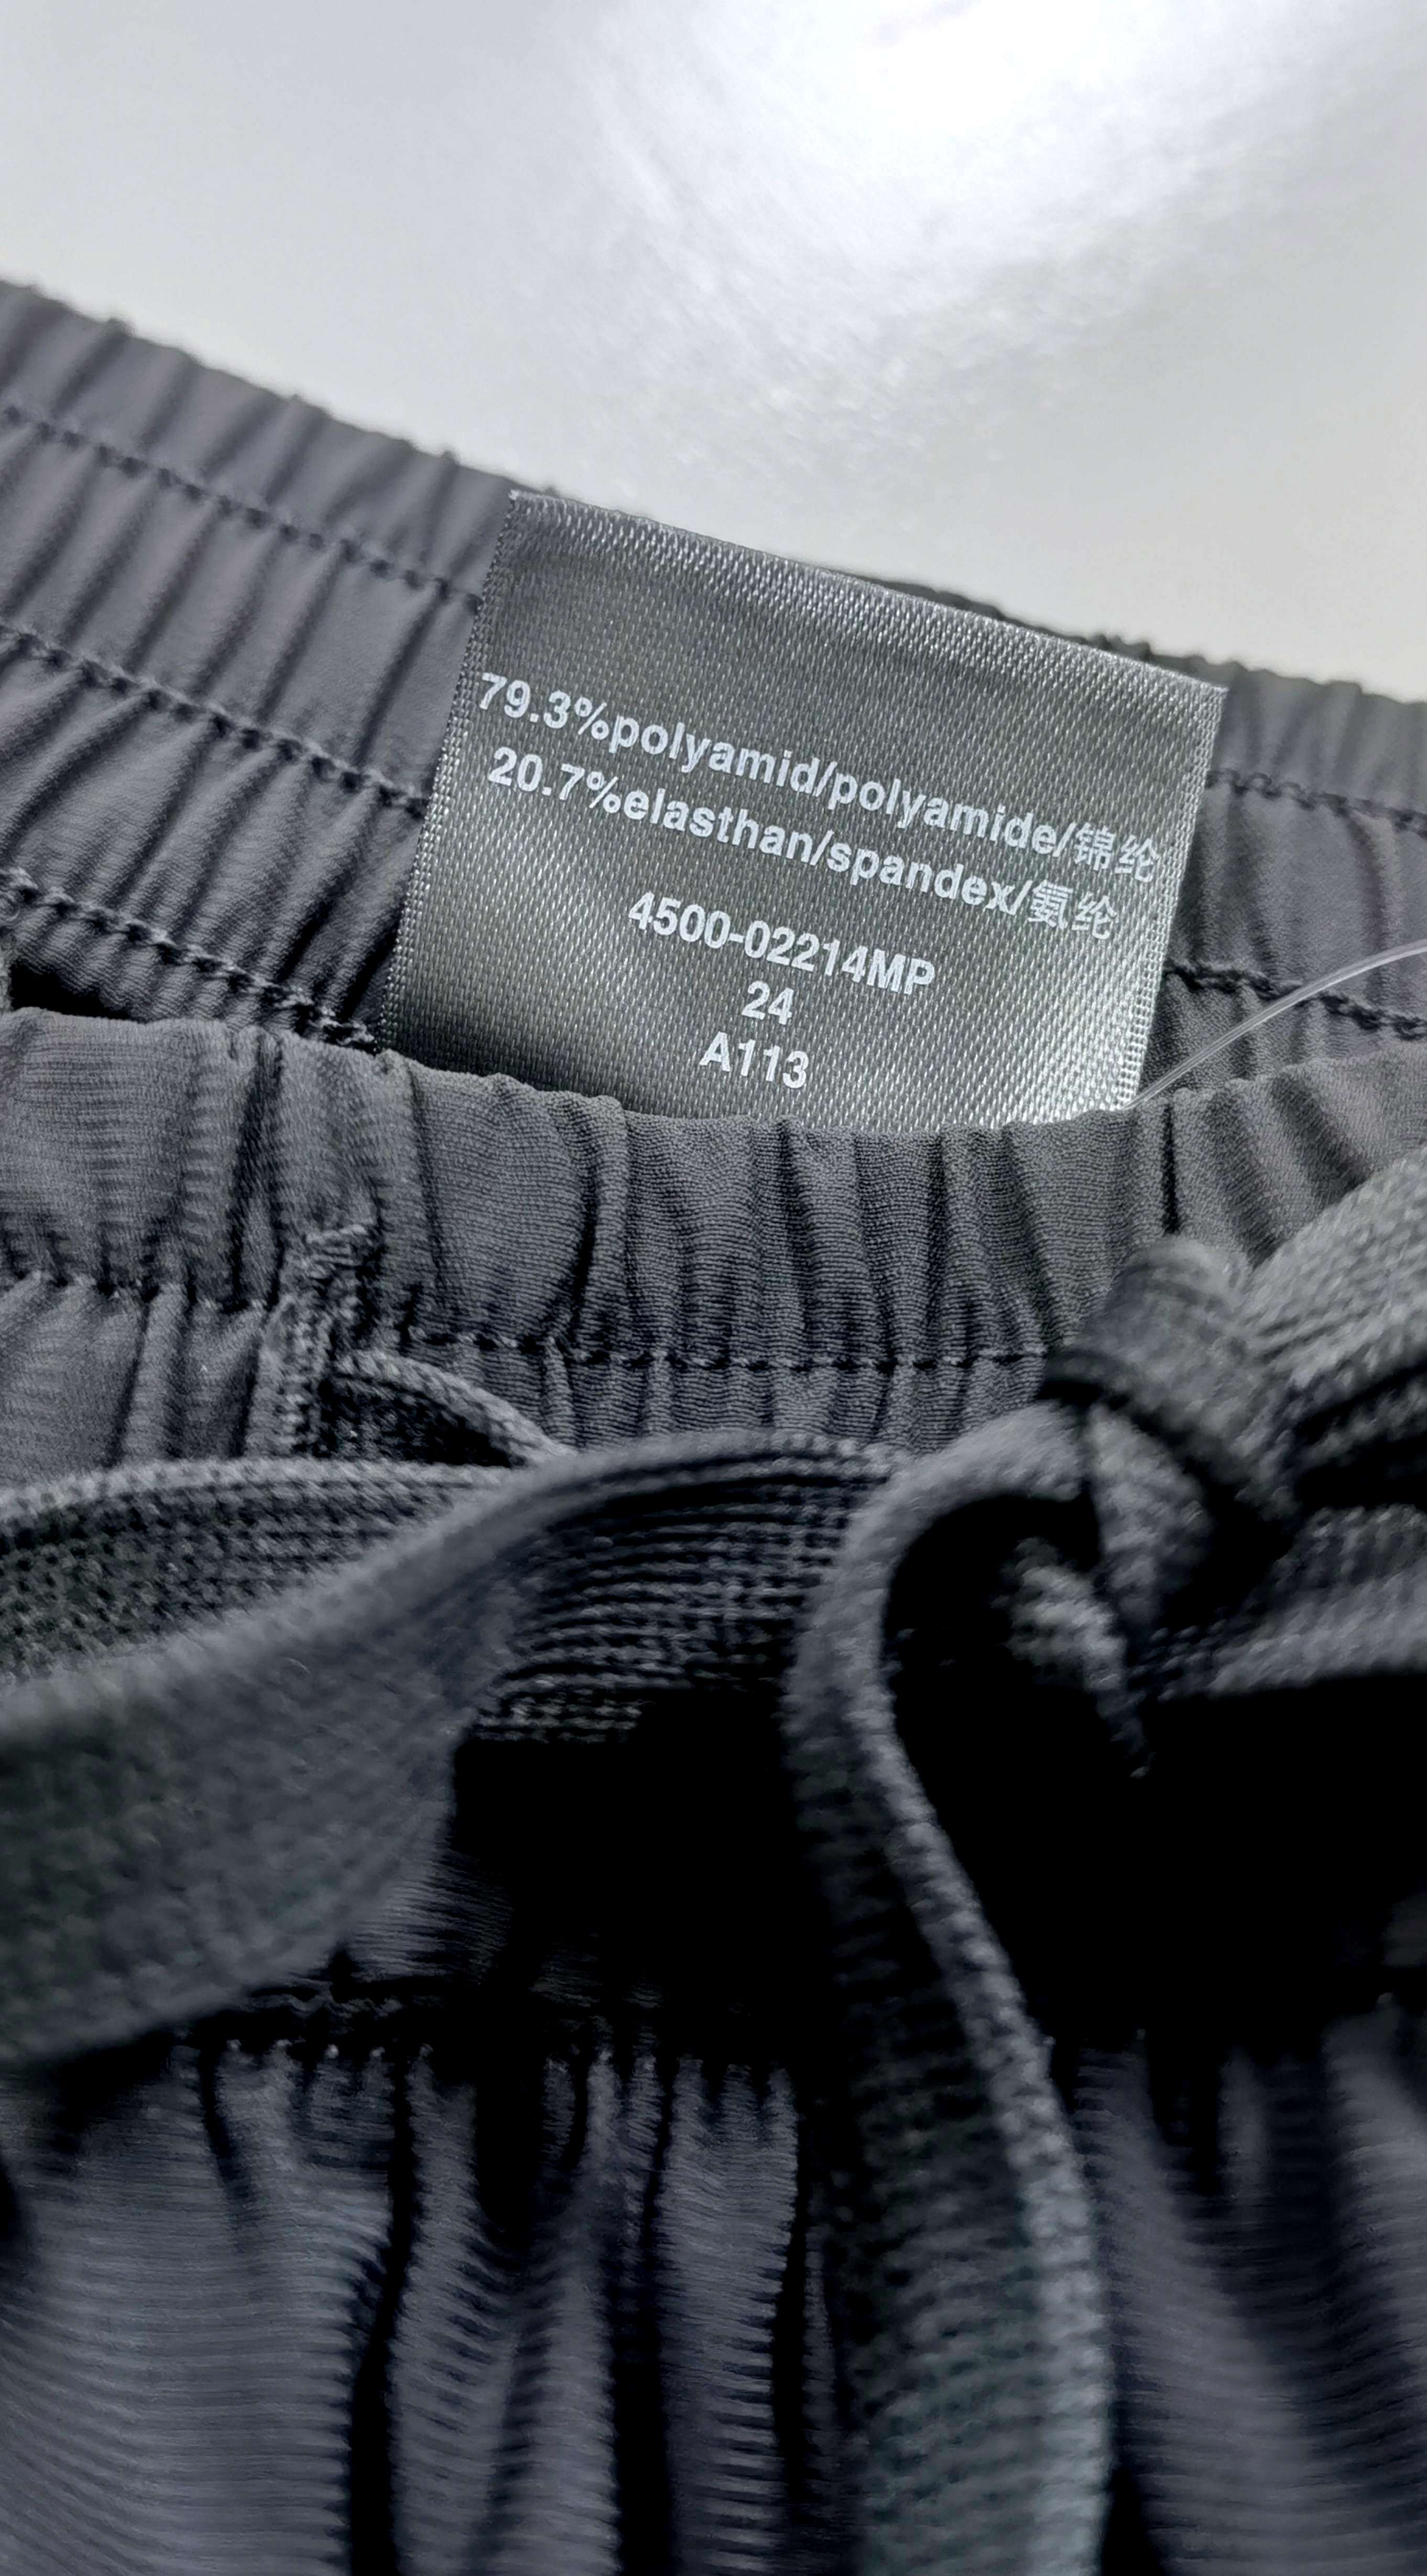 79.3%polyamid/polyamide/锦纶
20.7%elasthan/spandex/氨纶
4500-02214MP
24
A113